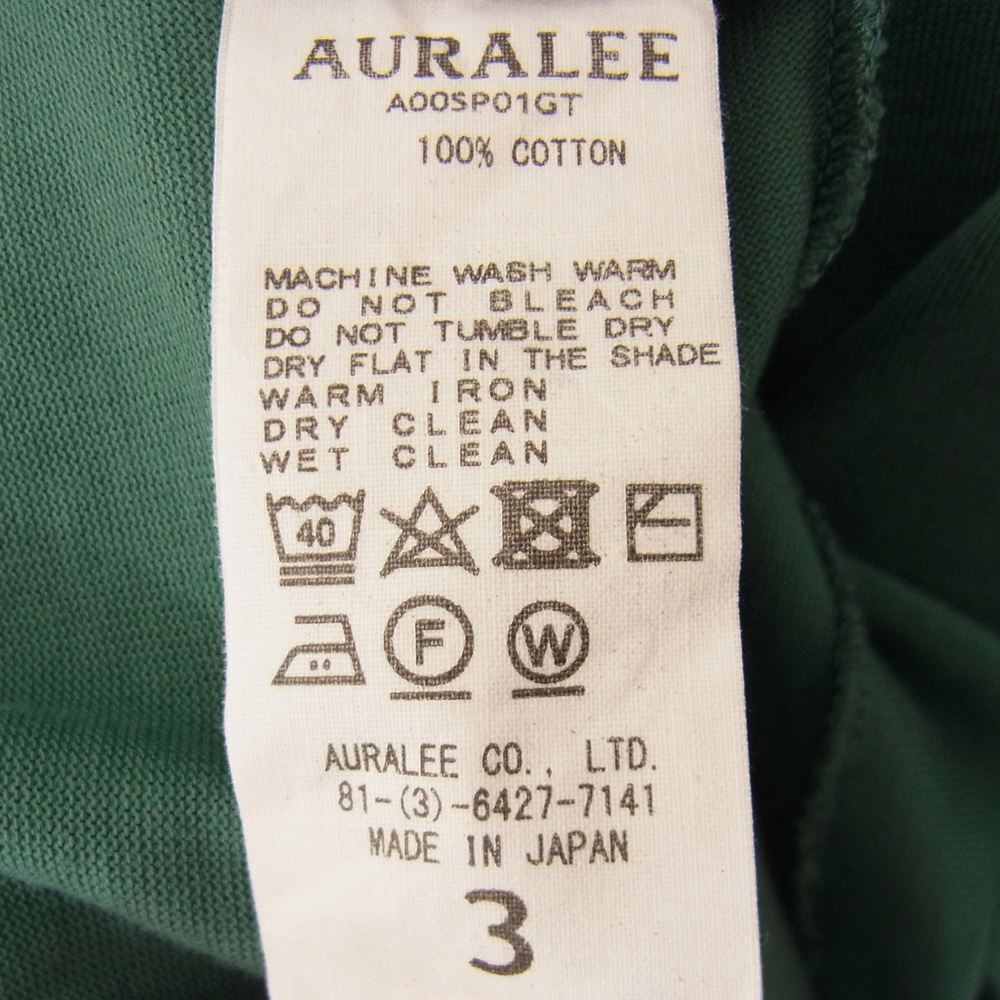 AURALEE
A00SP01GT
100% COTTON
MACHINE WASH WARM
DO NOT BLEACH
DO NOT TUMBLE DRY
DRY FLAT IN THE SHADE
WARM IRON
DRY CLEAN
WET CLEAN
40
F W
AURALEE CO., LTD.
81-(3)-6427-7141
MADE IN JAPAN
3